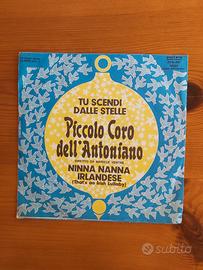 TU SCENDI
DALLE STELLE
Piccolo Coro
dell'Antoniano
DIRETTO DA MARIELE VENTRE
NINNA NANNA
IRLANDESE
(That's an Irish Lullaby)
subito